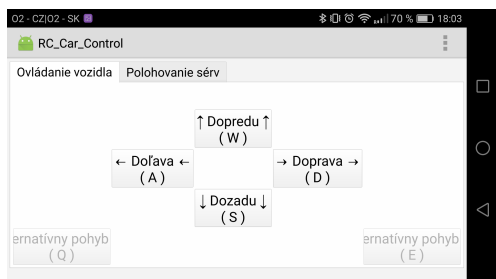 O2 - CZ|O2 - SK 70 % 18:03
RC_Car_Control
Ovládanie vozidla Polohovanie sérv
↑ Dopredu ↑
( W )
← Doľava ← → Doprava →
( A ) ( D )
↓ Dozadu ↓
( S )
ernatívny pohyb ernatívny pohyb
( Q ) ( E )